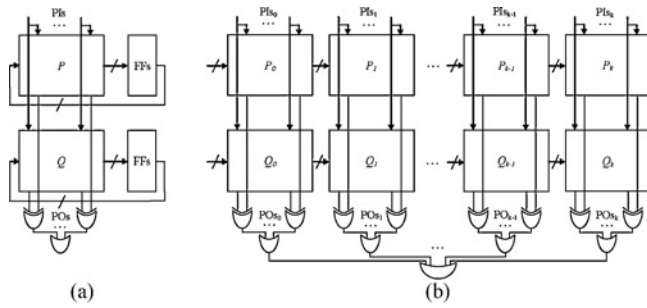 PIs
...
P
FFs
Q
FFs
POs
...
(a)
PIs₀
...
PIs₁
...
PIsₖ₋₁
...
PIsₖ
...
P₀
P₁
...
Pₖ₋₁
Pₖ
Q₀
Q₁
...
Qₖ₋₁
Qₖ
POs₀
...
POs₁
...
POₖ₋₁
...
POsₖ
...
...
(b)